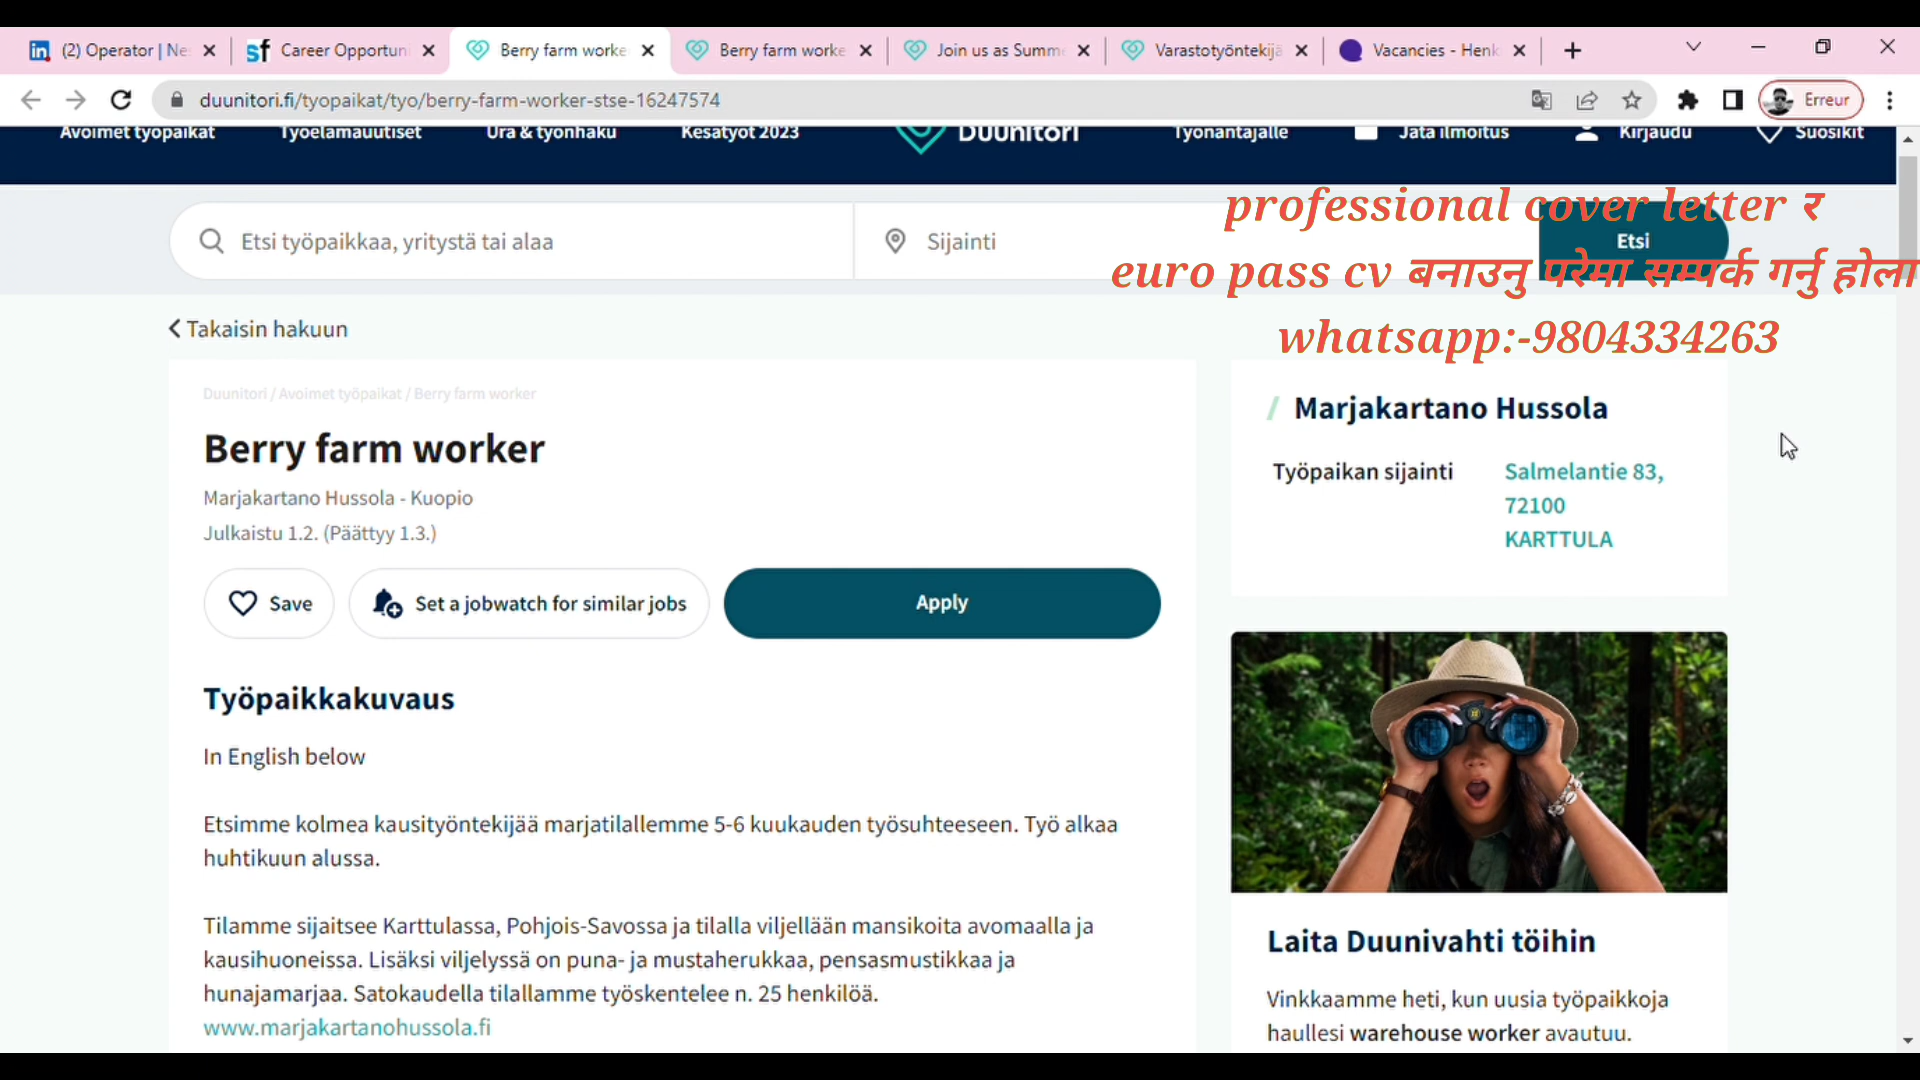 (2) Operator | Ne
Career Opportuni
Berry farm worke
Berry farm worke
Join us as Summe
Varastotyöntekijä
Vacancies - Henk
duunitori.fi/tyopaikat/tyo/berry-farm-worker-stse-16247574
Erreur
Avoimet työpaikat
Työelämäuutiset
Ura & työnhaku
Kesätyöt 2023
Duunitori
Työnantajalle
Jätä ilmoitus
Kirjaudu
Suosikit
professional cover letter र
Etsi työpaikkaa, yritystä tai alaa
Sijainti
Etsi
euro pass cv बनाउनु परेमा सम्पर्क गर्नु होला
whatsapp:-9804334263
Takaisin hakuun
Duunitori / Avoimet työpaikat / Berry farm worker
Berry farm worker
Marjakartano Hussola - Kuopio
Julkaistu 1.2. (Päättyy 1.3.)
Save
Set a jobwatch for similar jobs
Apply
Työpaikkakuvaus
In English below
Etsimme kolmea kausityöntekijää marjatilallemme 5-6 kuukauden työsuhteeseen. Työ alkaa
huhtikuun alussa.
Tilamme sijaitsee Karttulassa, Pohjois-Savossa ja tilalla viljellään mansikoita avomaalla ja
kausihuoneissa. Lisäksi viljelyssä on puna- ja mustaherukkaa, pensasmustikkaa ja
hunajamarjaa. Satokaudella tilallamme työskentelee n. 25 henkilöä.
www.marjakartanohussola.fi
Marjakartano Hussola
Työpaikan sijainti
Salmelantie 83,
72100
KARTTULA
Laita Duunivahti töihin
Vinkkaamme heti, kun uusia työpaikkoja
haullesi warehouse worker avautuu.